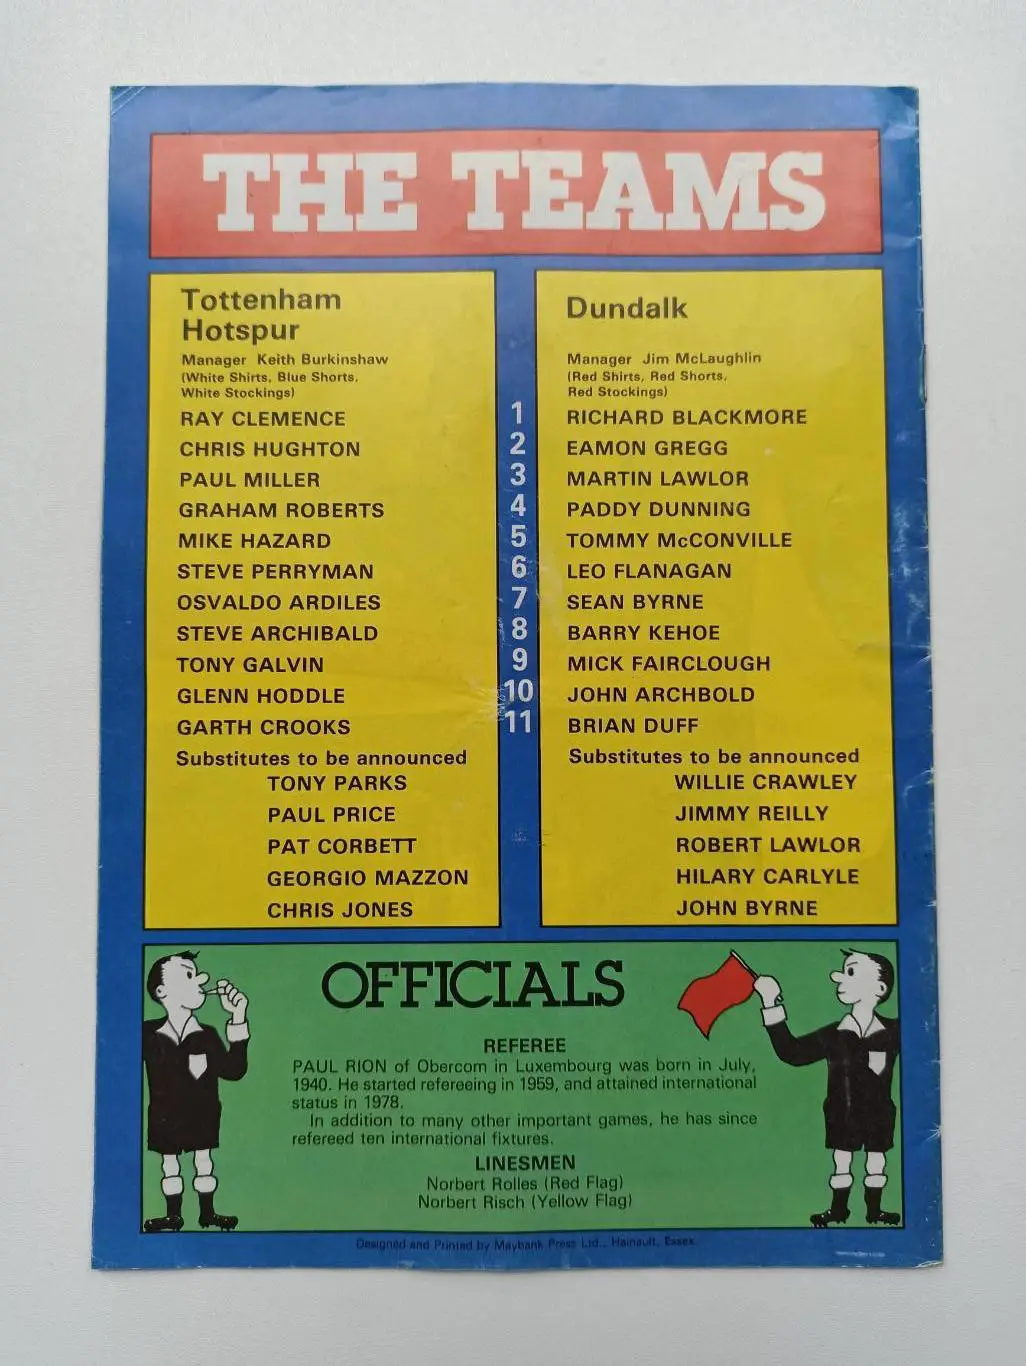 THE TEAMS
Tottenham
Hotspur
Manager Keith Burkinshaw
(White Shirts, Blue Shorts,
White Stockings)
RAY CLEMENCE
CHRIS HUGHTON
PAUL MILLER
GRAHAM ROBERTS
MIKE HAZARD
STEVE PERRYMAN
OSVALDO ARDILES
STEVE ARCHIBALD
TONY GALVIN
GLENN HODDLE
GARTH CROOKS
Substitutes to be announced
TONY PARKS
PAUL PRICE
PAT CORBETT
GEORGIO MAZZON
CHRIS JONES
1
2
3
4
5
6
7
8
9
10
11
Dundalk
Manager Jim McLaughlin
(Red Shirts, Red Shorts,
Red Stockings)
RICHARD BLACKMORE
EAMON GREGG
MARTIN LAWLOR
PADDY DUNNING
TOMMY McCONVILLE
LEO FLANAGAN
SEAN BYRNE
BARRY KEHOE
MICK FAIRCLOUGH
JOHN ARCHBOLD
BRIAN DUFF
Substitutes to be announced
WILLIE CRAWLEY
JIMMY REILLY
ROBERT LAWLOR
HILARY CARLYLE
JOHN BYRNE
OFFICIALS
REFEREE
PAUL RION of Obercom in Luxembourg was born in July,
1940. He started refereeing in 1959, and attained international
status in 1978.
In addition to many other important games, he has since
refereed ten international fixtures.
LINESMEN
Norbert Rolles (Red Flag)
Norbert Risch (Yellow Flag)
Designed and Printed by Maybank Press Ltd., Hainault, Essex.